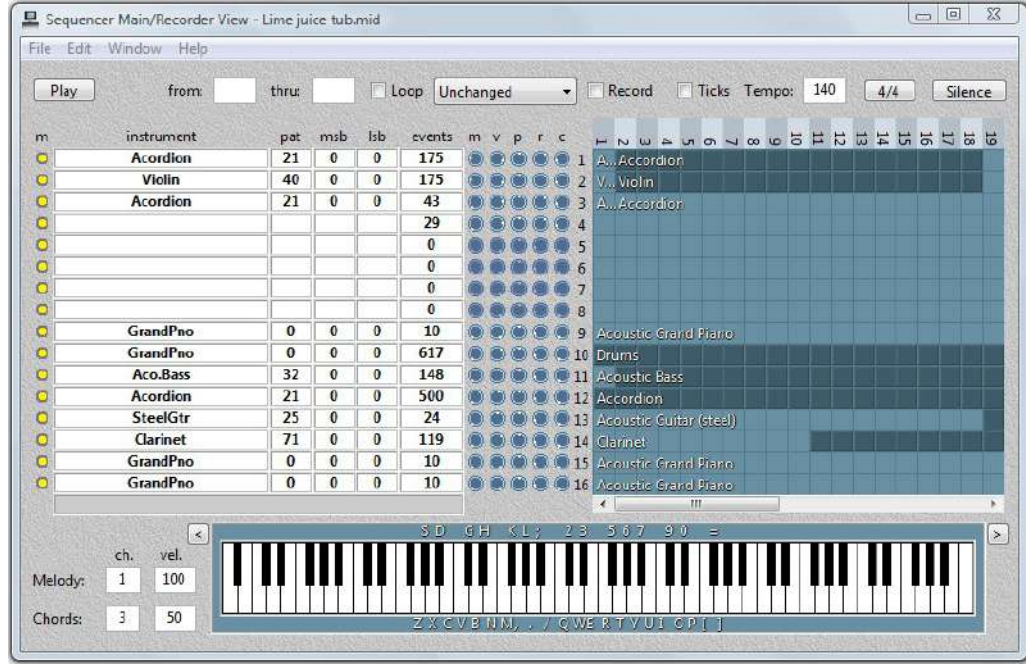 Sequencer Main/Recorder View - Lime juice tub.mid
File Edit Window Help
Play from: thru: Loop Unchanged Record Ticks Tempo: 140 4/4 Silence
m instrument pat msb lsb events m v p r c 1 2 3 4 5 6 7 8 9 10 11 12 13 14 15 16 17 18 19
Acordion 21 0 0 175 1 A...Accordion
Violin 40 0 0 175 2 V...Violin
Acordion 21 0 0 43 3 A...Accordion
29 4
0 5
0 6
0 7
0 8
GrandPno 0 0 0 10 9 Acoustic Grand Piano
GrandPno 0 0 0 617 10 Drums
Aco.Bass 32 0 0 148 11 Acoustic Bass
Acordion 21 0 0 500 12 Accordion
SteelGtr 25 0 0 24 13 Acoustic Guitar (steel)
Clarinet 71 0 0 119 14 Clarinet
GrandPno 0 0 0 10 15 Acoustic Grand Piano
GrandPno 0 0 0 10 16 Acoustic Grand Piano
< S D G H K L ; 2 3 5 6 7 9 0 = >
ch. vel.
Melody: 1 100
Chords: 3 50
Z X C V B N M , . / Q W E R T Y U I O P [ ]